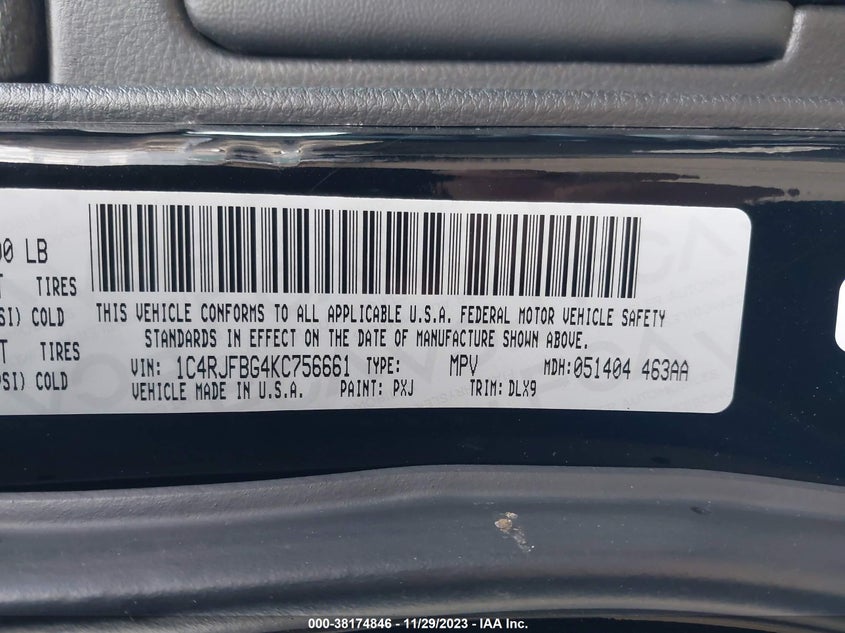 00 LB
TIRES
THIS VEHICLE CONFORMS TO ALL APPLICABLE U.S.A. FEDERAL MOTOR VEHICLE SAFETY
SI) COLD
STANDARDS IN EFFECT ON THE DATE OF MANUFACTURE SHOWN ABOVE.
T TIRES
VIN: 1C4RJFBG4KC756661 TYPE: MPV MDH:051404 463AA
PSI) COLD
VEHICLE MADE IN U.S.A. PAINT: PXJ TRIM: DLX9
000-38174846 - 11/29/2023 - IAA Inc.